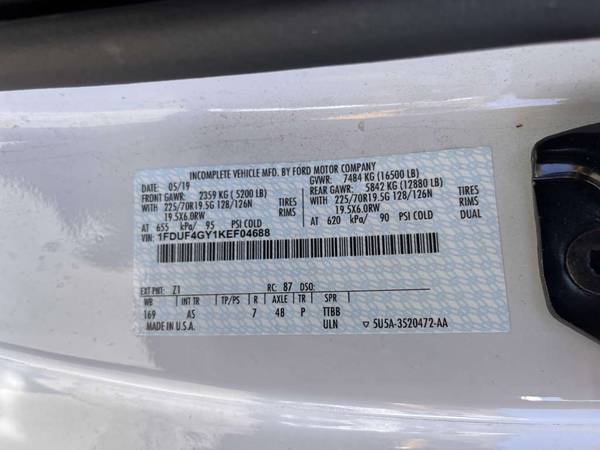 INCOMPLETE VEHICLE MFD. BY FORD MOTOR COMPANY
DATE: 05/19 GVWR: 7484 KG (16500 LB)
FRONT GAWR: 2359 KG ( 5200 LB) REAR GAWR: 5842 KG (12880 LB)
WITH 225/70R19.5G 128/126N TIRES WITH 225/70R19.5G 128/126N TIRES
19.5X6.0RW RIMS 19.5X6.0RW RIMS
AT 655 kPa/ 95 PSI COLD AT 620 kPa/ 90 PSI COLD DUAL
1FDUF4GY1KEF04688
EXT PNT: Z1 RC: 87 DSO:
WB INT TR TP/PS R AXLE TR SPR
169 AS 7 48 P TTBB
MADE IN U.S.A. ULN ▽ 5U5A-3520472-AA